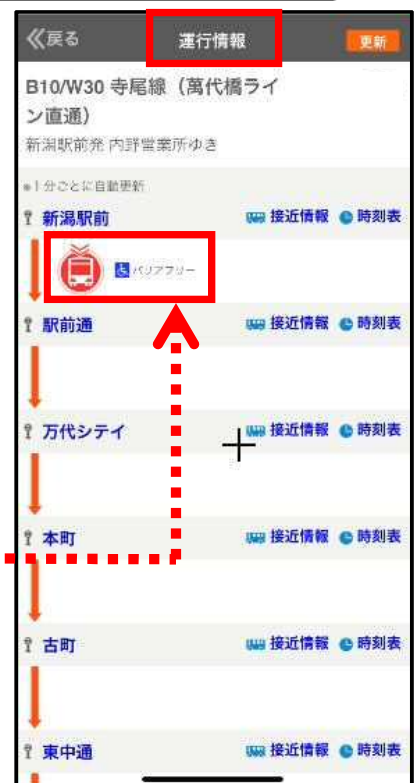 戻る 運行情報 更新
B10/W30 寺尾線（萬代橋ライ
ン直通）
新潟駅前発 内野営業所ゆき
●1分ごとに自動更新
新潟駅前 接近情報 時刻表
バリアフリー
駅前通 接近情報 時刻表
万代シテイ 接近情報 時刻表
本町 接近情報 時刻表
古町 接近情報 時刻表
東中通 接近情報 時刻表